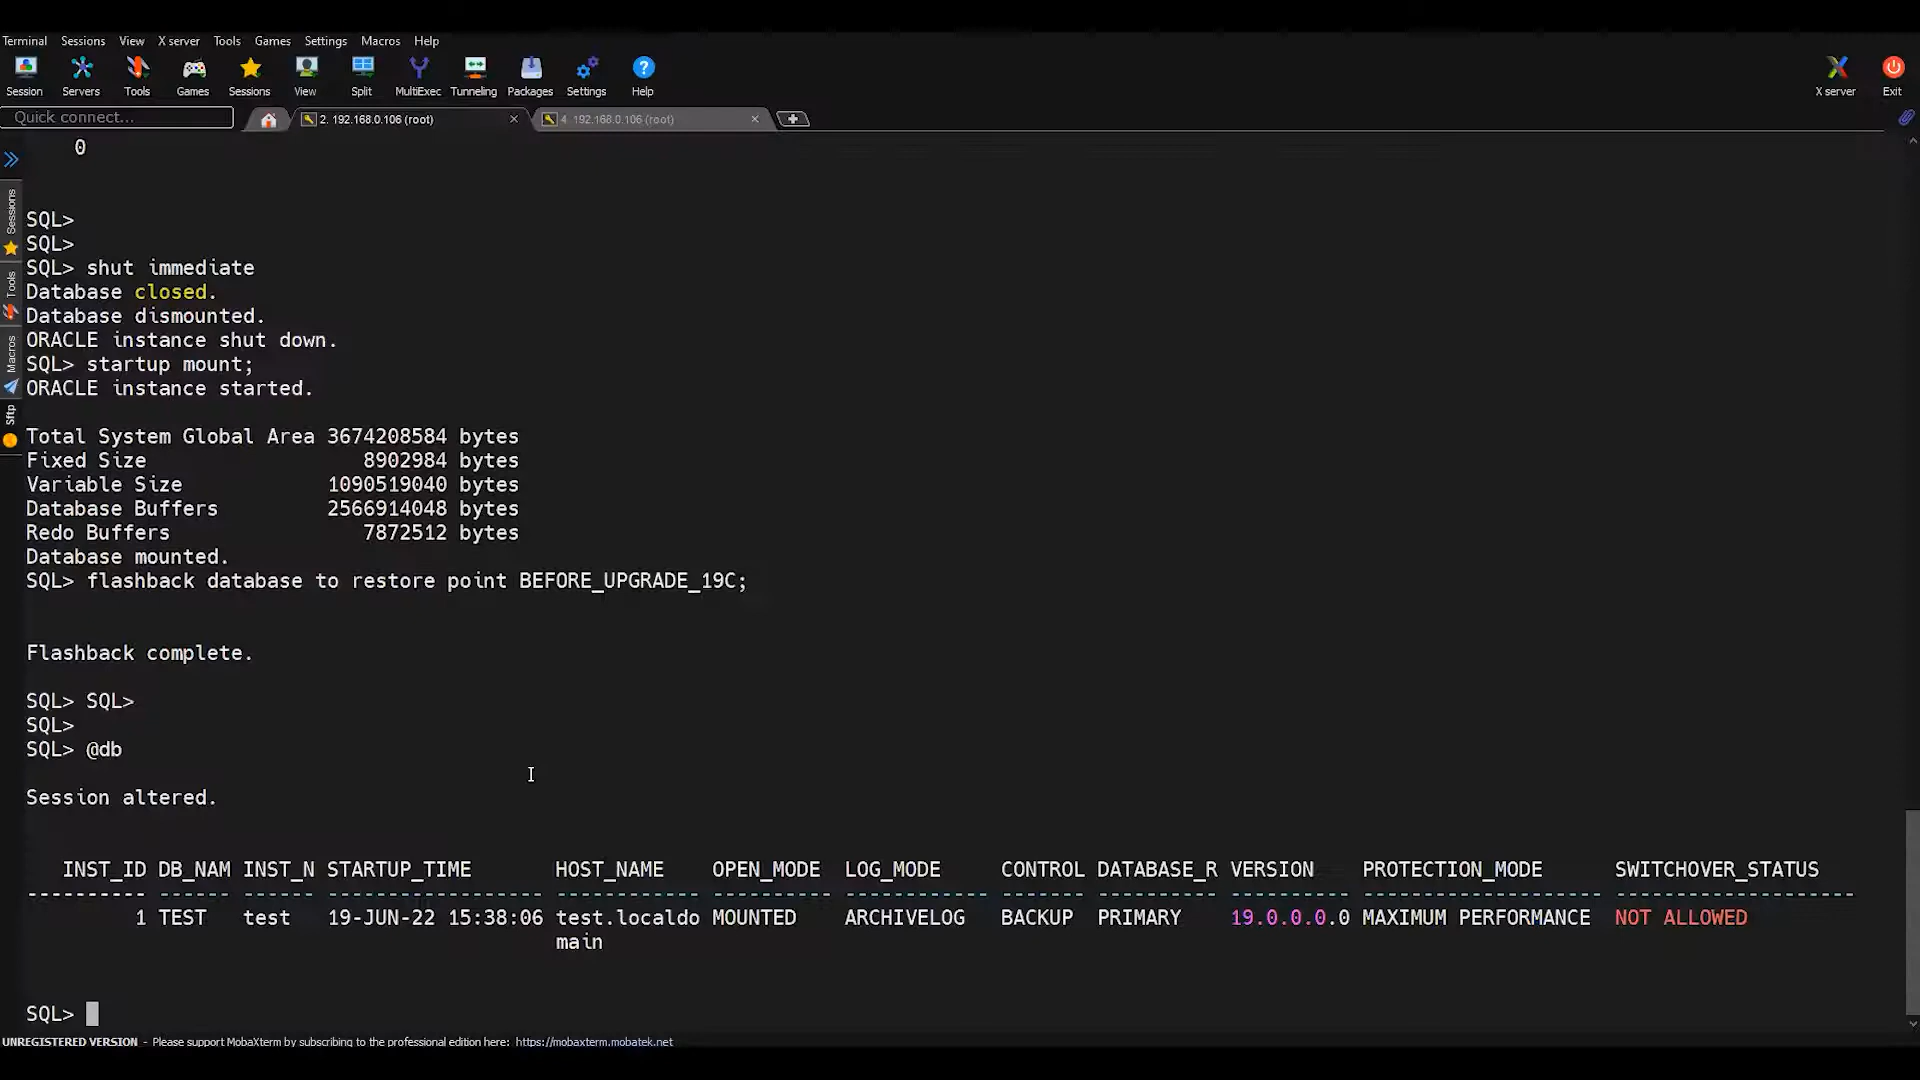 Terminal Sessions View X server Tools Games Settings Macros Help
Session Servers Tools Games Sessions View Split MultiExec Tunneling Packages Settings Help X server Exit
Quick connect... 2. 192.168.0.106 (root) 4. 192.168.0.106 (root)
Sessions
Tools
Macros
Sftp
0
SQL>
SQL>
SQL> shut immediate
Database closed.
Database dismounted.
ORACLE instance shut down.
SQL> startup mount;
ORACLE instance started.
Total System Global Area 3674208584 bytes
Fixed Size 8902984 bytes
Variable Size 1090519040 bytes
Database Buffers 2566914048 bytes
Redo Buffers 7872512 bytes
Database mounted.
SQL> flashback database to restore point BEFORE_UPGRADE_19C;
Flashback complete.
SQL> SQL>
SQL>
SQL> @db
Session altered.
INST_ID DB_NAM INST_N STARTUP_TIME HOST_NAME OPEN_MODE LOG_MODE CONTROL DATABASE_R VERSION PROTECTION_MODE SWITCHOVER_STATUS
---------- ------ ------ ------------------ ------------ --------- ------------ ------- ---------- ---------- -------------------- --------------------
1 TEST test 19-JUN-22 15:38:06 test.localdo MOUNTED ARCHIVELOG BACKUP PRIMARY 19.0.0.0.0 MAXIMUM PERFORMANCE NOT ALLOWED
main
SQL>
UNREGISTERED VERSION - Please support MobaXterm by subscribing to the professional edition here: https://mobaxterm.mobatek.net